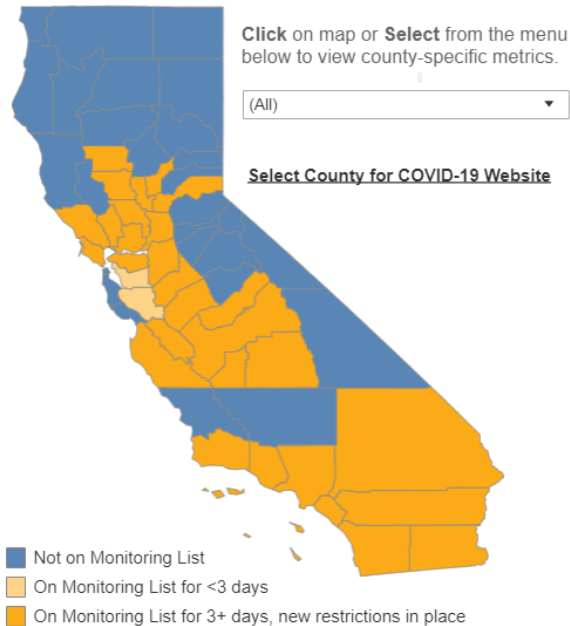 Click on map or Select from the menu
below to view county-specific metrics.
(All)
Select County for COVID-19 Website
Not on Monitoring List
On Monitoring List for <3 days
On Monitoring List for 3+ days, new restrictions in place